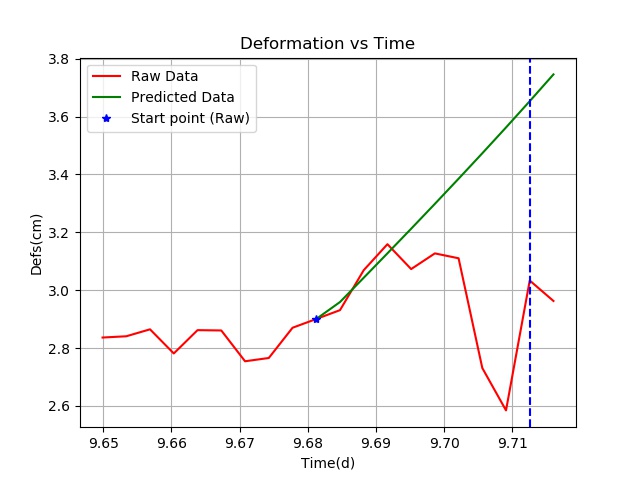 Deformation vs Time
Raw Data
Predicted Data
Start point (Raw)
Defs(cm)
3.8
3.6
3.4
3.2
3.0
2.8
2.6
9.65 9.66 9.67 9.68 9.69 9.70 9.71
Time(d)